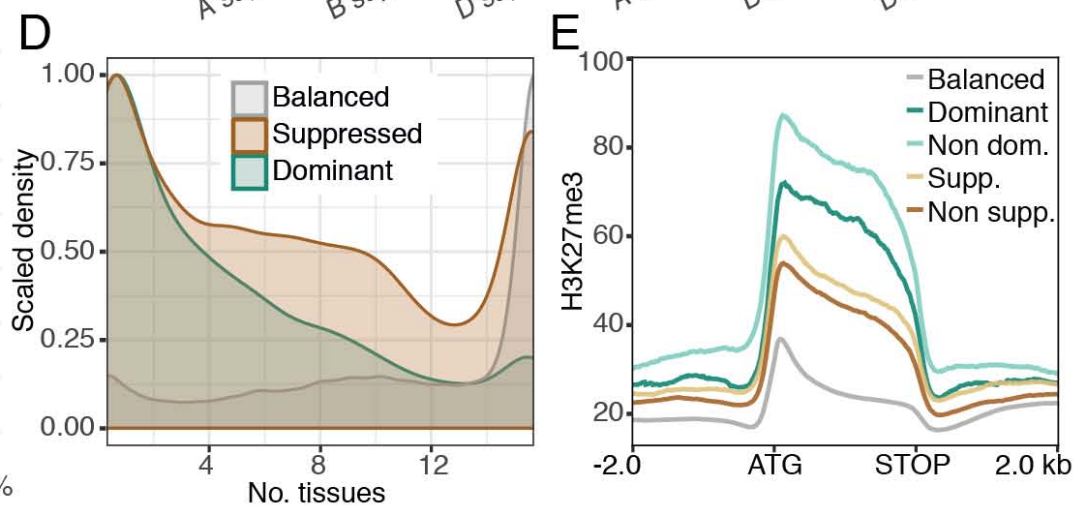 D
1.00
0.75
0.50
0.25
0.00
Scaled density
Balanced
Suppressed
Dominant
4
8
12
No. tissues
%
E
100
80
60
40
20
H3K27me3
Balanced
Dominant
Non dom.
Supp.
Non supp.
-2.0
ATG
STOP
2.0 kb